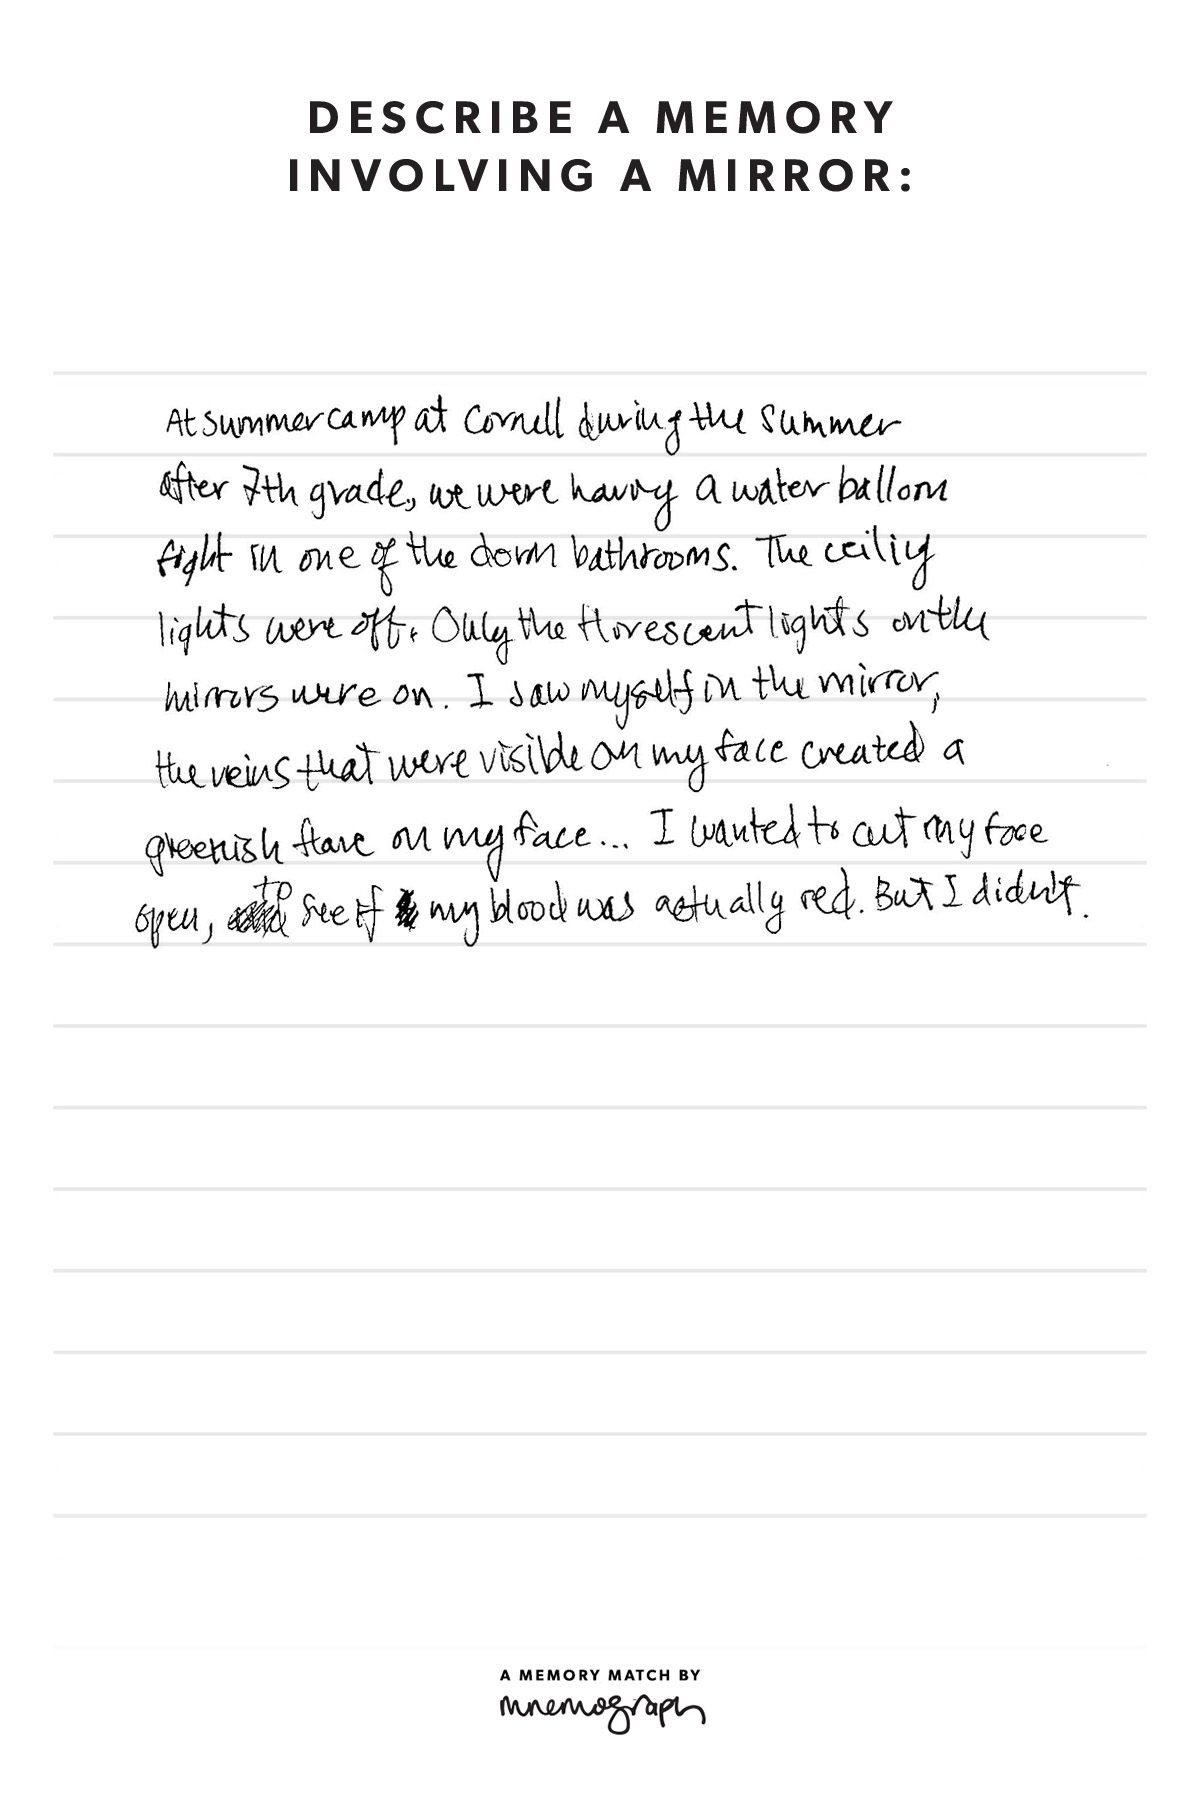 DESCRIBE A MEMORY
INVOLVING A MIRROR:
At summer camp at Cornell during the summer
after 7th grade, we were having a water balloon
fight in one of the dorm bathrooms. The ceiling
lights were off. Only the florescent lights on the
mirrors were on. I saw myself in the mirror,
the veins that were visible on my face created a
greenish flare on my face... I wanted to cut my face
open, to see if my blood was actually red. But I didn't.
A MEMORY MATCH BY
mnemograph